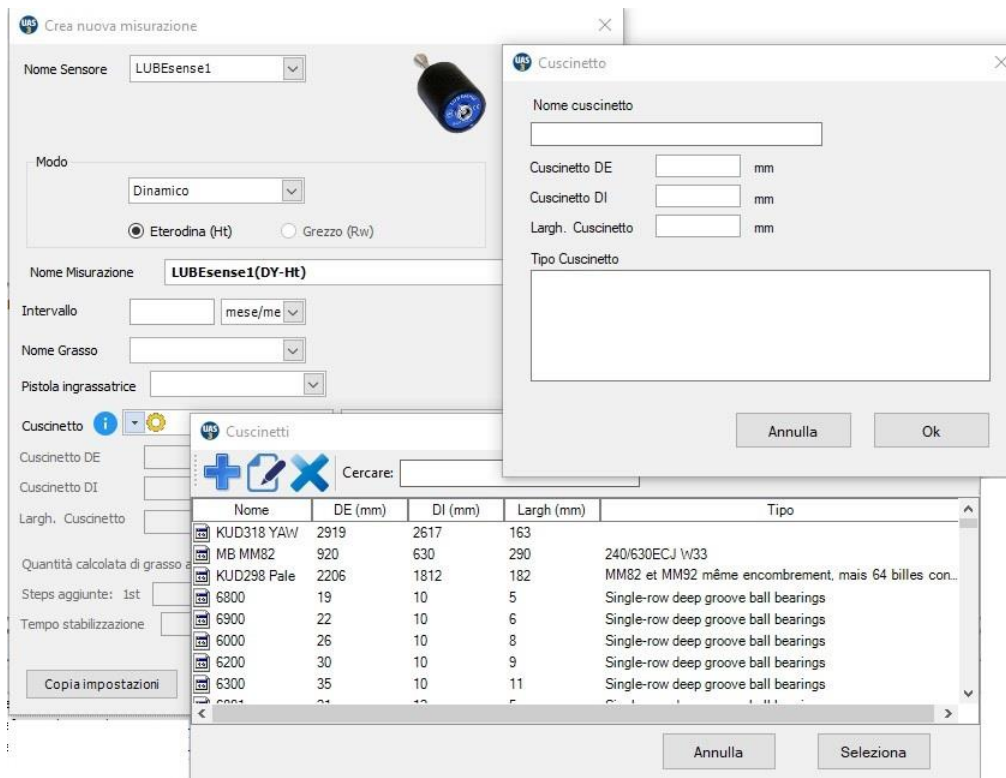 Crea nuova misurazione
Nome Sensore LUBEsense1
Modo
Dinamico
Eterodina (Ht) Grezzo (Rw)
Nome Misurazione LUBEsense1(DY-Ht)
Intervallo mese/me
Nome Grasso
Pistola ingrassatrice
Cuscinetto
Cuscinetto DE
Cuscinetto DI
Largh. Cuscinetto
Quantità calcolata di grasso a
Steps aggiunte: 1st
Tempo stabilizzazione
Copia impostazioni
Cuscinetto
Nome cuscinetto
Cuscinetto DE mm
Cuscinetto DI mm
Largh. Cuscinetto mm
Tipo Cuscinetto
Annulla Ok
Cuscinetti
Cercare:
Nome DE (mm) DI (mm) Largh (mm) Tipo
KUD318 YAW 2919 2617 163
MB MM82 920 630 290 240/630ECJ W33
KUD298 Pale 2206 1812 182 MM82 et MM92 même encombrement, mais 64 billes con...
6800 19 10 5 Single-row deep groove ball bearings
6900 22 10 6 Single-row deep groove ball bearings
6000 26 10 8 Single-row deep groove ball bearings
6200 30 10 9 Single-row deep groove ball bearings
6300 35 10 11 Single-row deep groove ball bearings
Annulla Seleziona